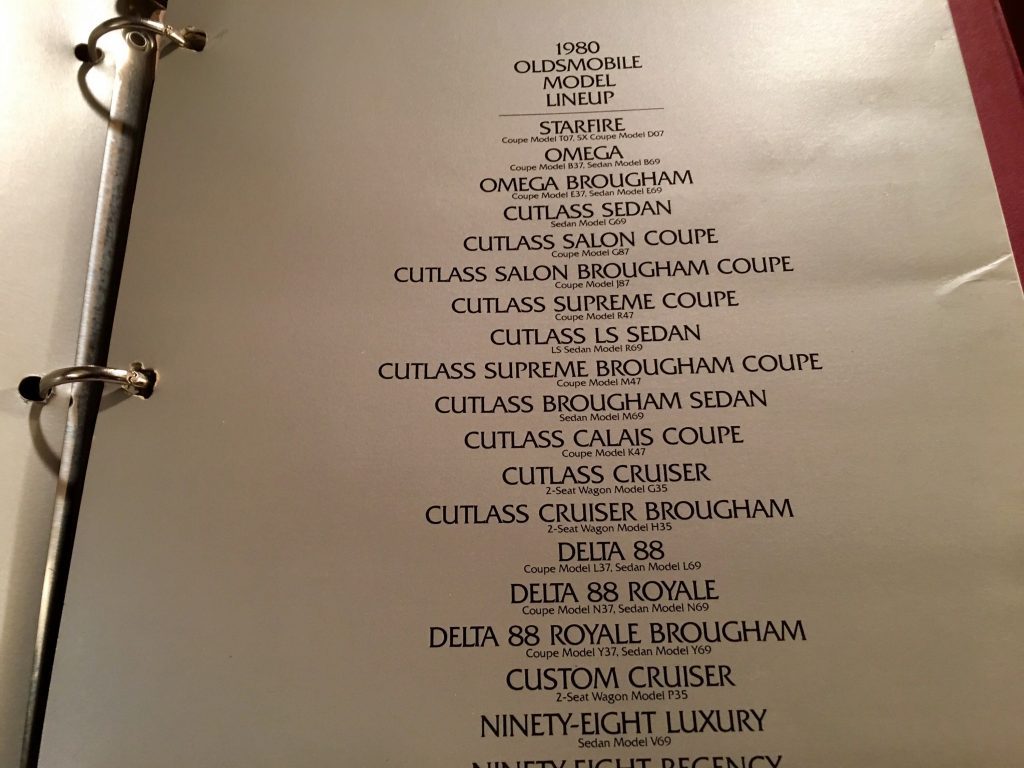 1980
OLDSMOBILE
MODEL
LINEUP
STARFIRE
Coupe Model T07, SX Coupe Model D07
OMEGA
Coupe Model B37, Sedan Model B69
OMEGA BROUGHAM
Coupe Model E37, Sedan Model E69
CUTLASS SEDAN
Sedan Model G69
CUTLASS SALON COUPE
Coupe Model G87
CUTLASS SALON BROUGHAM COUPE
Coupe Model J87
CUTLASS SUPREME COUPE
Coupe Model R47
CUTLASS LS SEDAN
LS Sedan Model R69
CUTLASS SUPREME BROUGHAM COUPE
Coupe Model M47
CUTLASS BROUGHAM SEDAN
Sedan Model M69
CUTLASS CALAIS COUPE
Coupe Model K47
CUTLASS CRUISER
2-Seat Wagon Model G35
CUTLASS CRUISER BROUGHAM
2-Seat Wagon Model H35
DELTA 88
Coupe Model L37, Sedan Model L69
DELTA 88 ROYALE
Coupe Model N37, Sedan Model N69
DELTA 88 ROYALE BROUGHAM
Coupe Model Y37, Sedan Model Y69
CUSTOM CRUISER
2-Seat Wagon Model P35
NINETY-EIGHT LUXURY
Sedan Model V69
NINETY-EIGHT REGENCY